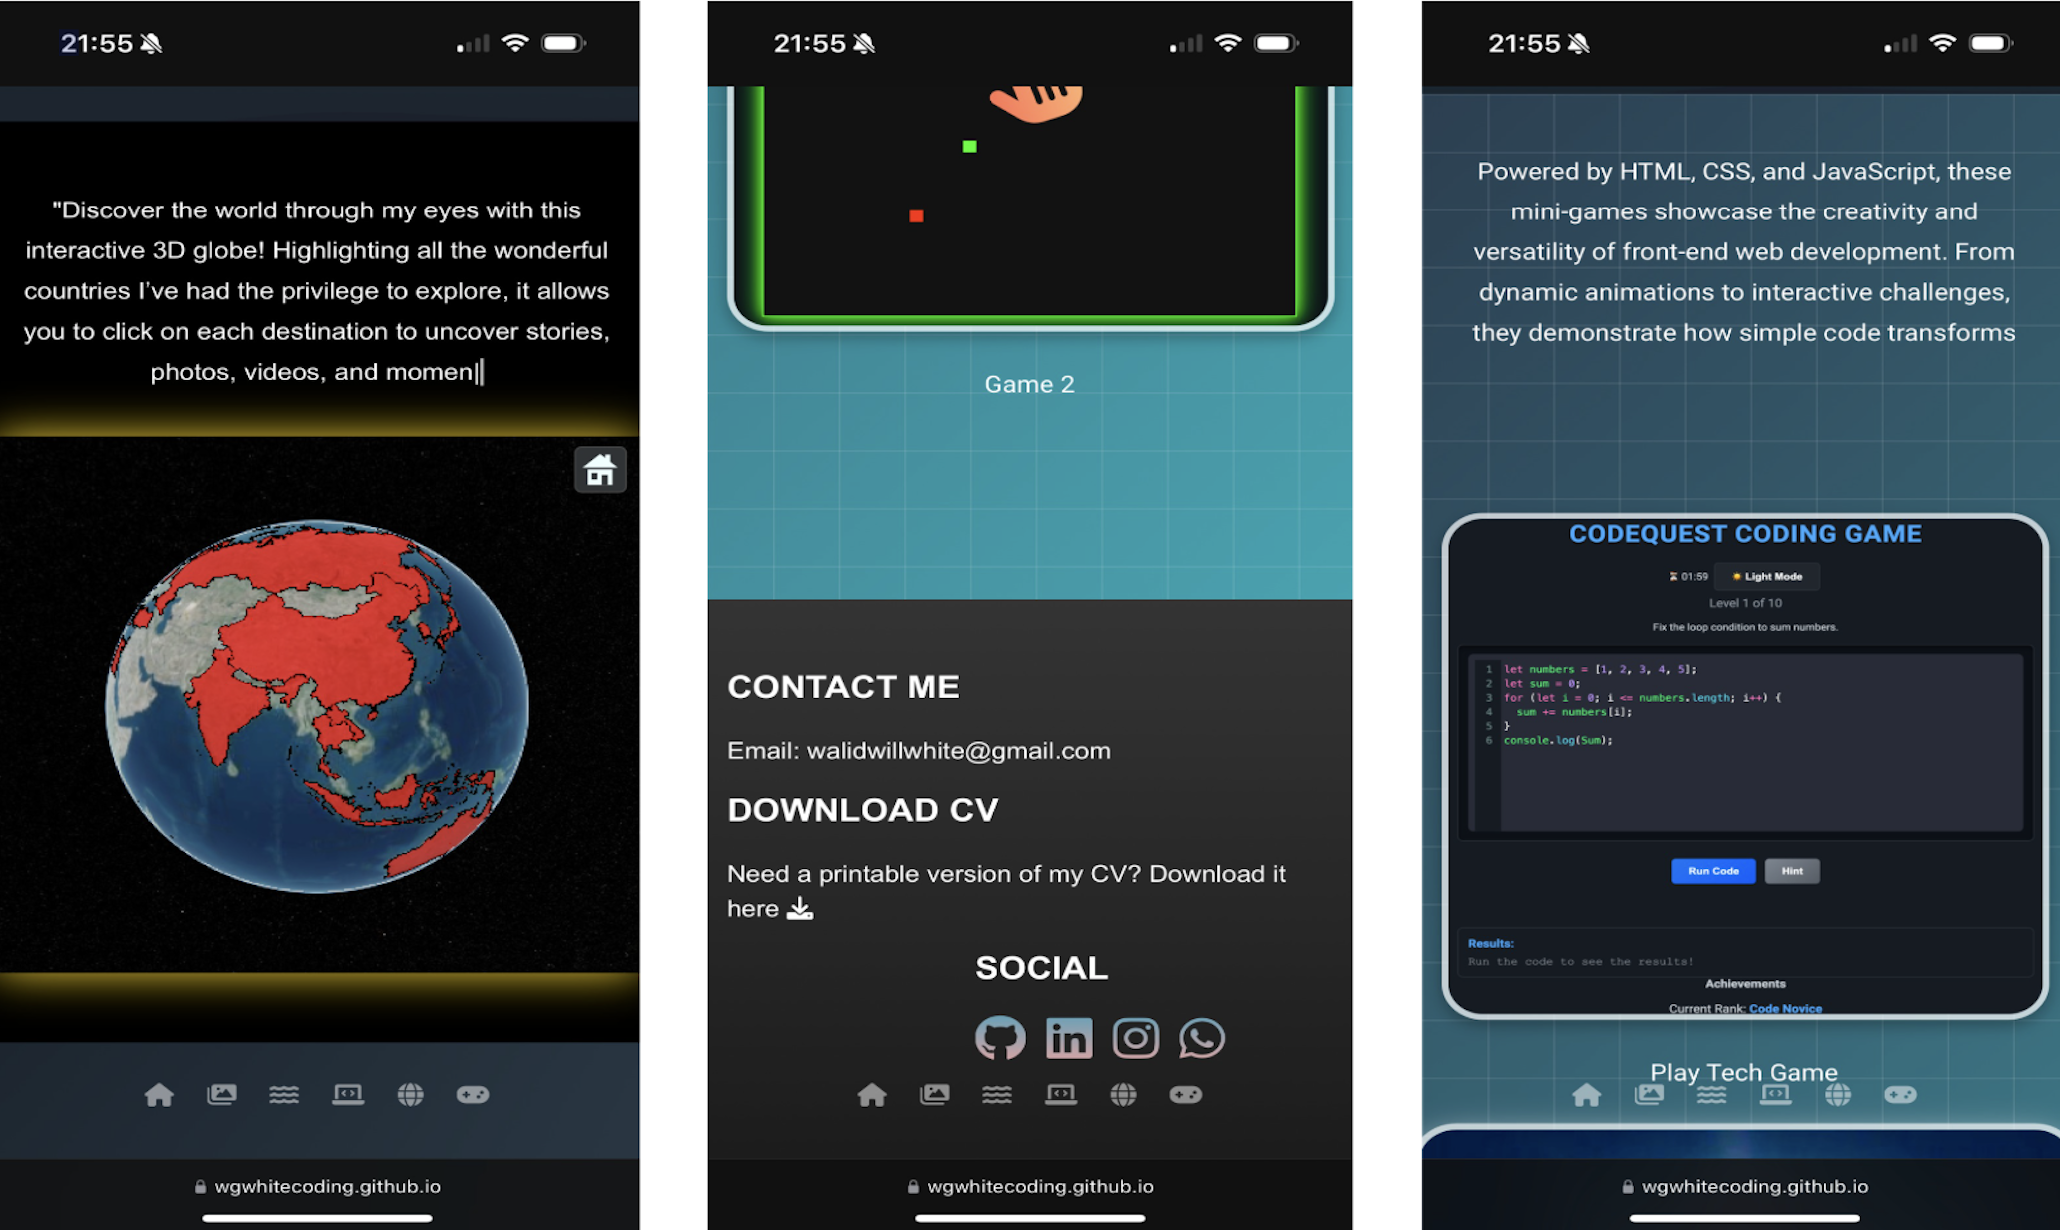 21:55
"Discover the world through my eyes with this
interactive 3D globe! Highlighting all the wonderful
countries I've had the privilege to explore, it allows
you to click on each destination to uncover stories,
photos, videos, and momen|
wgwhitecoding.github.io
21:55
Game 2
CONTACT ME
Email: walidwillwhite@gmail.com
DOWNLOAD CV
Need a printable version of my CV? Download it
here
SOCIAL
in
wgwhitecoding.github.io
21:55
Powered by HTML, CSS, and JavaScript, these
mini-games showcase the creativity and
versatility of front-end web development. From
dynamic animations to interactive challenges,
they demonstrate how simple code transforms
CODEQUEST CODING GAME
01:59 Light Mode
Level 1 of 10
Fix the loop condition to sum numbers.
1 let numbers = [1, 2, 3, 4, 5];
2 let sum = 0;
3 for (let i = 0; i <= numbers.length; i++) {
4 sum += numbers[i];
5 }
6 console.log(Sum);
Run Code Hint
Results:
Run the code to see the results!
Achievements
Current Rank: Code Novice
Play Tech Game
wgwhitecoding.github.io